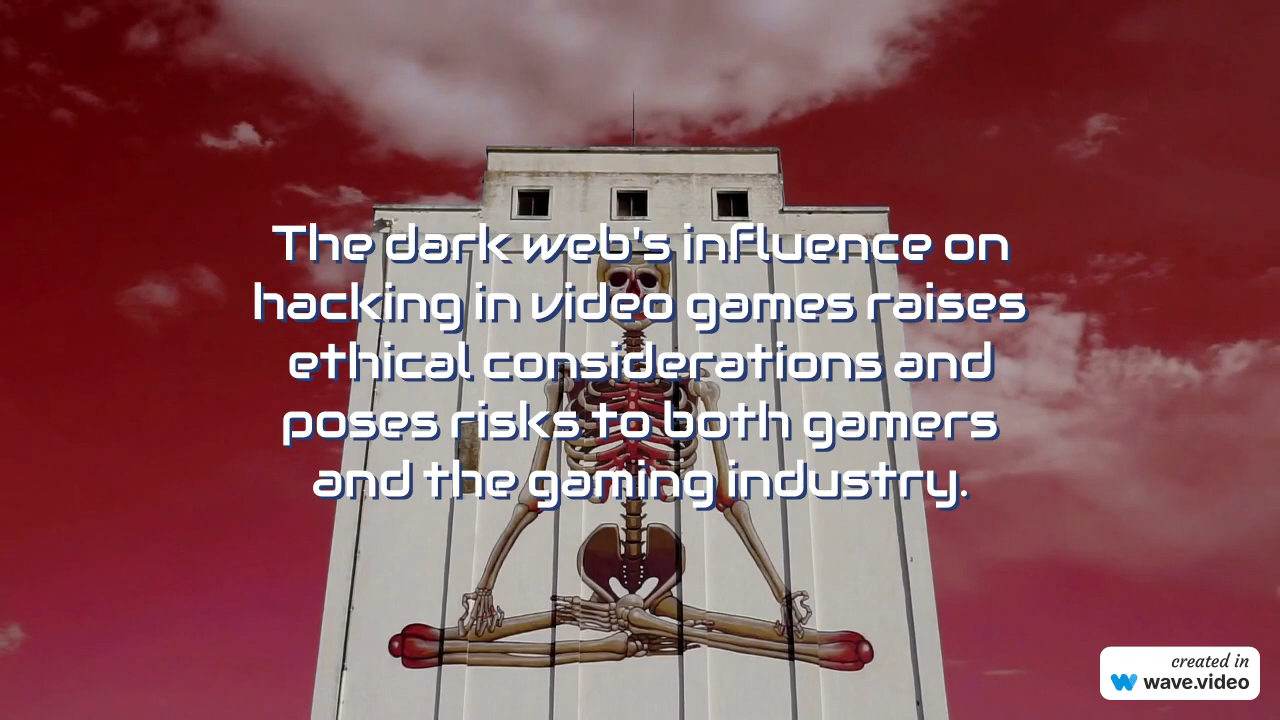 The dark web's influence on
hacking in video games raises
ethical considerations and
poses risks to both gamers
and the gaming industry.
created in
wave.video